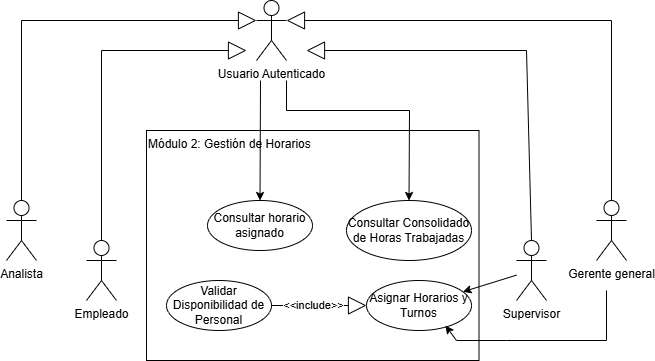 Usuario Autenticado
Módulo 2: Gestión de Horarios
Consultar horario
asignado
Consultar Consolidado
de Horas Trabajadas
Analista
Empleado
Validar
Disponibilidad de
Personal
<<include>>
Asignar Horarios y
Turnos
Supervisor
Gerente general